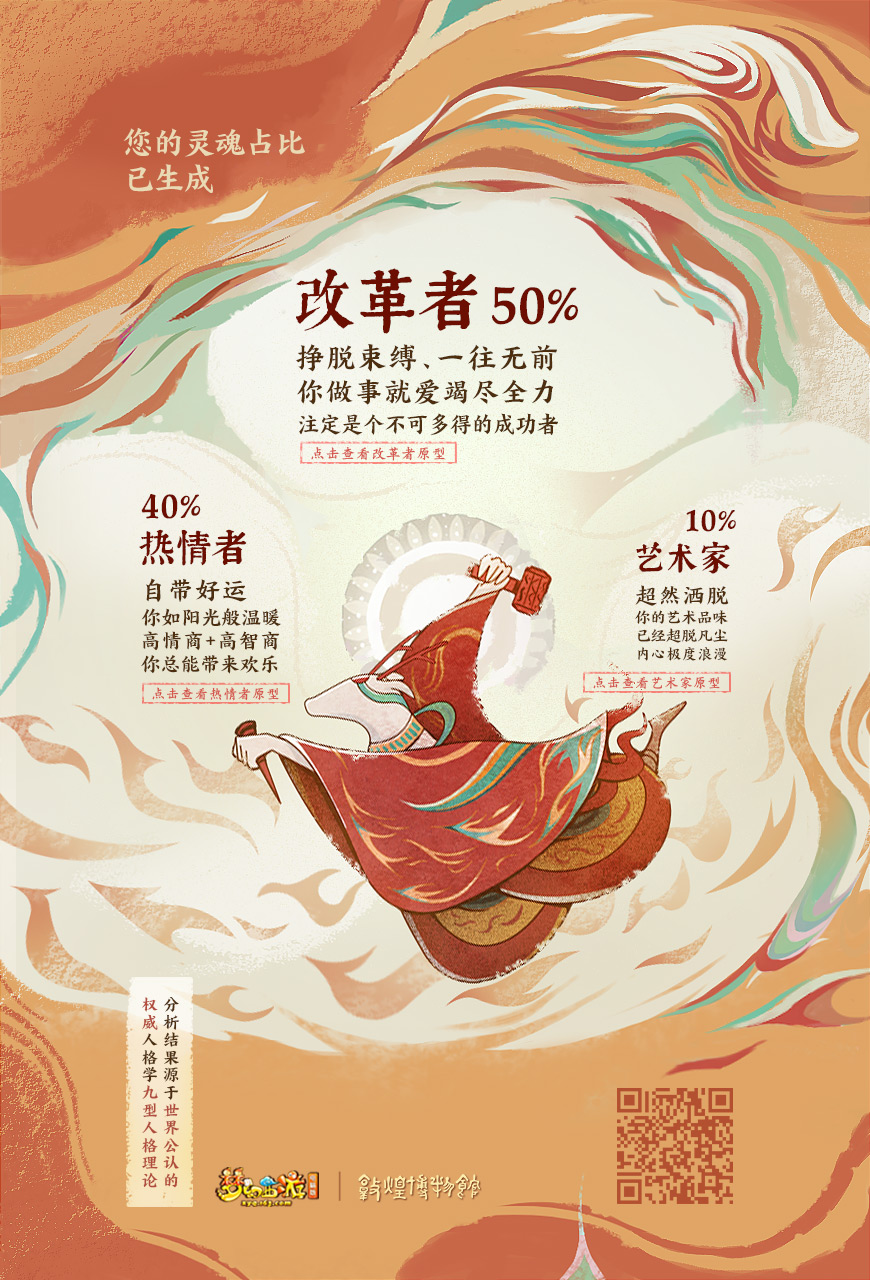 您的灵魂占比
已生成
改革者 50%
挣脱束缚、一往无前
你做事就爱竭尽全力
注定是个不可多得的成功者
点击查看改革者原型
40%
热情者
自带好运
你如阳光般温暖
高情商+高智商
你总能带来欢乐
点击查看热情者原型
10%
艺术家
超然洒脱
你的艺术品味
已经超脱凡尘
内心极度浪漫
点击查看艺术家原型
分析结果源于世界公认的
权威人格学九型人格理论
梦幻西游
敦煌博物館